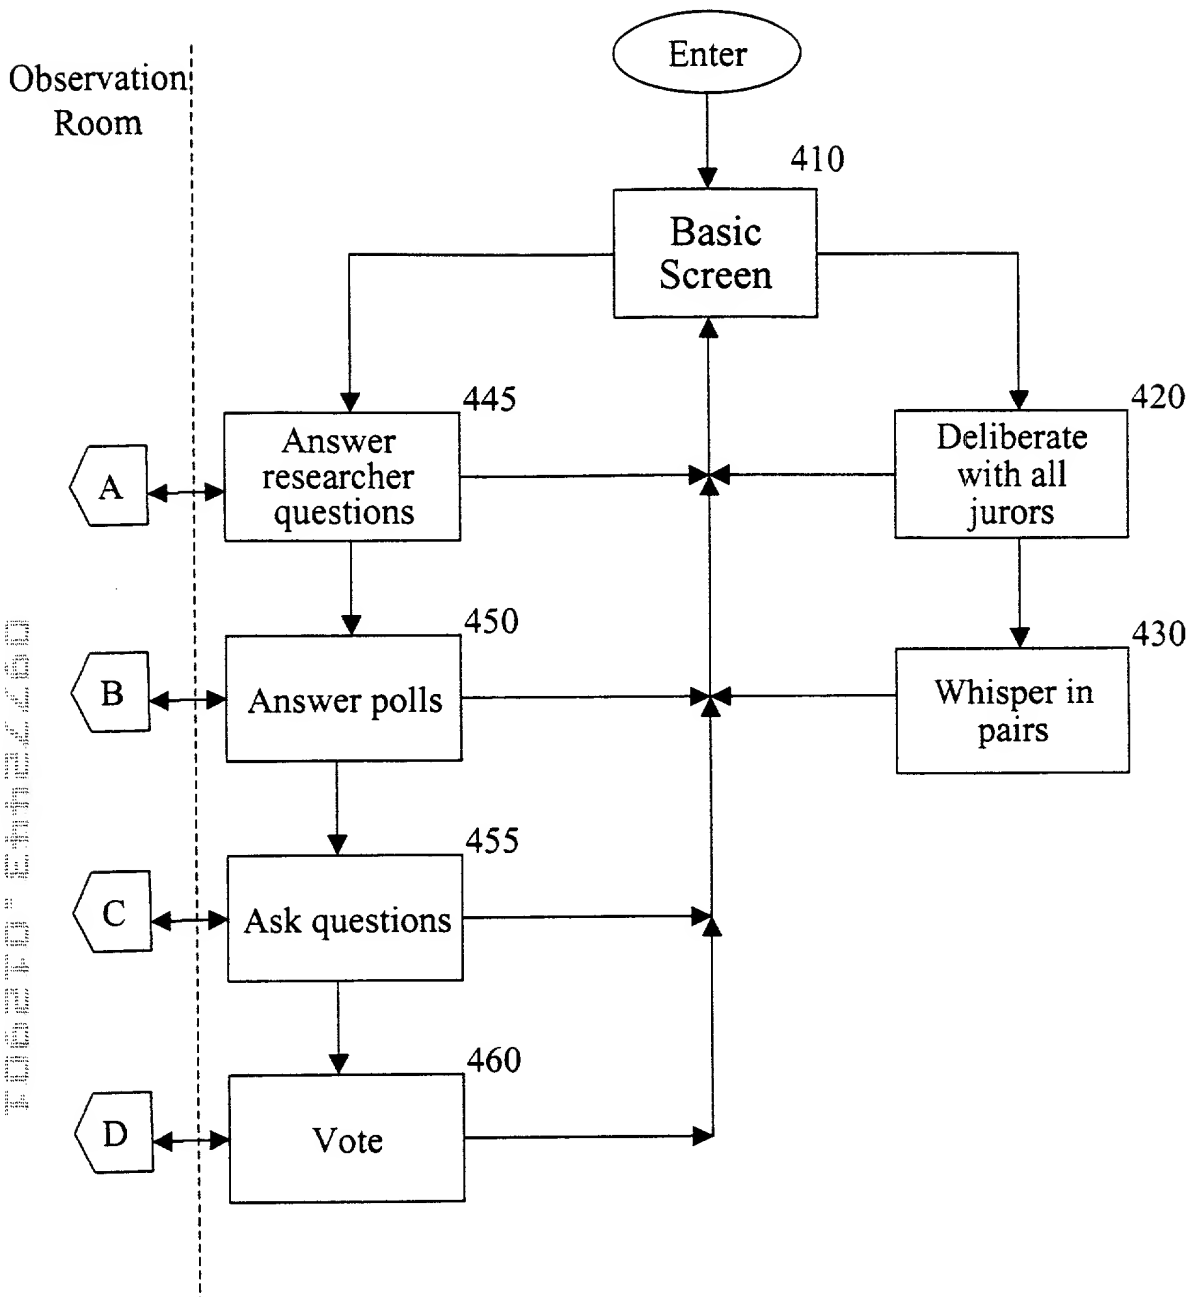 Enter
Observation
Room
410
Basic
Screen
445
420
Answer
researcher
questions
Deliberate
with all
jurors
A
450
430
Answer polls
Whisper in
pairs
B
455
Ask questions
C
460
Vote
D